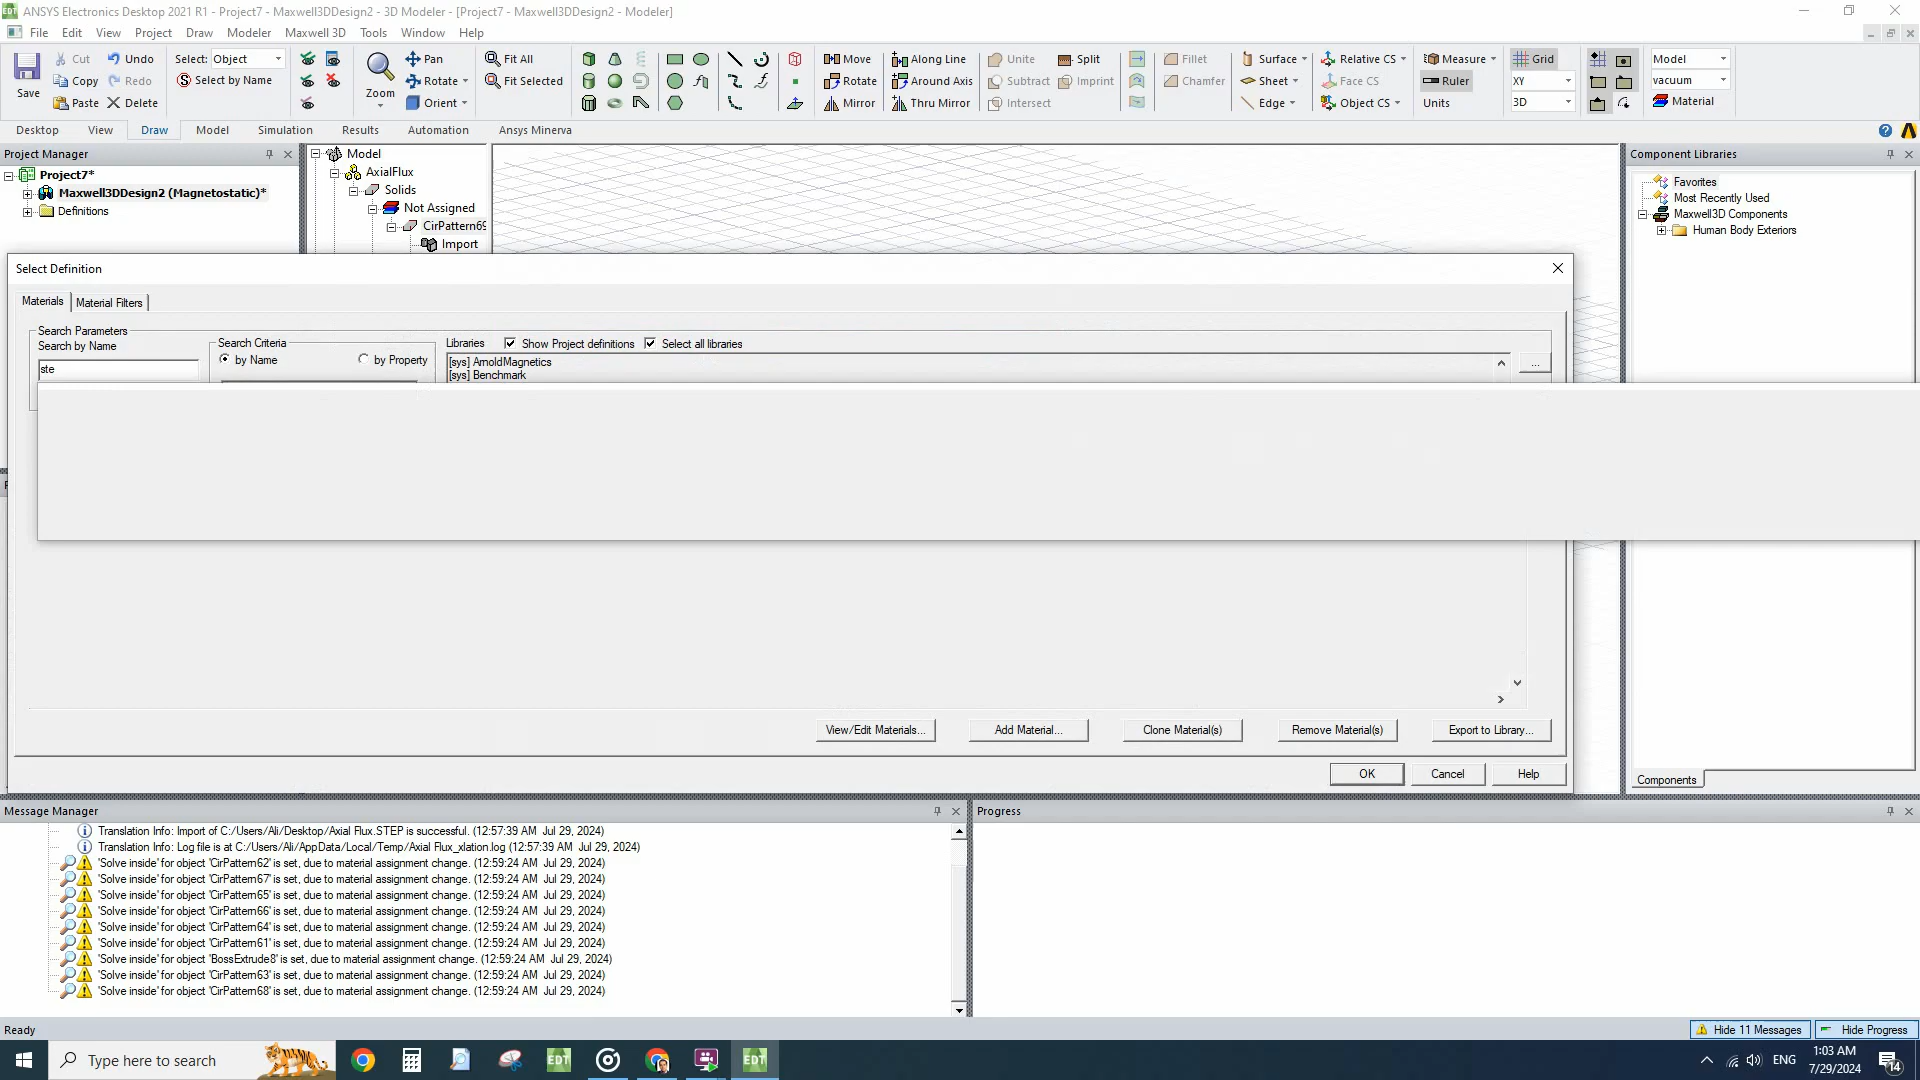 ANSYS Electronics Desktop 2021 R1 - Project7 - Maxwell3DDesign2 - 3D Modeler - [Project7 - Maxwell3DDesign2 - Modeler]
File Edit View Project Draw Modeler Maxwell 3D Tools Window Help
Save
Cut Undo
Copy Redo
Paste Delete
Select: Object
Select by Name
Zoom
Pan
Rotate
Orient
Fit All
Fit Selected
Move Along Line
Rotate Around Axis
Mirror Thru Mirror
Unite Split
Subtract Imprint
Intersect
Fillet
Chamfer
Surface
Sheet
Edge
Relative CS
Face CS
Object CS
Measure
Ruler
Units
Grid
XY
3D
Model
vacuum
Material
Desktop View Draw Model Simulation Results Automation Ansys Minerva
Project Manager
Project7*
Maxwell3DDesign2 (Magnetostatic)*
Definitions
Model
AxialFlux
Solids
Not Assigned
CirPattern69
Import
Component Libraries
Favorites
Most Recently Used
Maxwell3D Components
Human Body Exteriors
Components
Select Definition
Materials Material Filters
Search Parameters
Search by Name
ste
Search Criteria
by Name by Property
Libraries Show Project definitions Select all libraries
[sys] ArnoldMagnetics
[sys] Benchmark
...
View/Edit Materials... Add Material... Clone Material(s) Remove Material(s) Export to Library...
OK Cancel Help
Message Manager
Translation Info: Import of C:/Users/Ali/Desktop/Axial Flux.STEP is successful. (12:57:39 AM Jul 29, 2024)
Translation Info: Log file is at C:/Users/Ali/AppData/Local/Temp/Axial Flux_xlation.log (12:57:39 AM Jul 29, 2024)
'Solve inside' for object 'CirPattern62' is set, due to material assignment change. (12:59:24 AM Jul 29, 2024)
'Solve inside' for object 'CirPattern67' is set, due to material assignment change. (12:59:24 AM Jul 29, 2024)
'Solve inside' for object 'CirPattern65' is set, due to material assignment change. (12:59:24 AM Jul 29, 2024)
'Solve inside' for object 'CirPattern66' is set, due to material assignment change. (12:59:24 AM Jul 29, 2024)
'Solve inside' for object 'CirPattern64' is set, due to material assignment change. (12:59:24 AM Jul 29, 2024)
'Solve inside' for object 'CirPattern61' is set, due to material assignment change. (12:59:24 AM Jul 29, 2024)
'Solve inside' for object 'BossExtrude8' is set, due to material assignment change. (12:59:24 AM Jul 29, 2024)
'Solve inside' for object 'CirPattern63' is set, due to material assignment change. (12:59:24 AM Jul 29, 2024)
'Solve inside' for object 'CirPattern68' is set, due to material assignment change. (12:59:24 AM Jul 29, 2024)
Progress
Ready
Hide 11 Messages Hide Progress
Type here to search
EDT
EDT
ENG
1:03 AM
7/29/2024
14